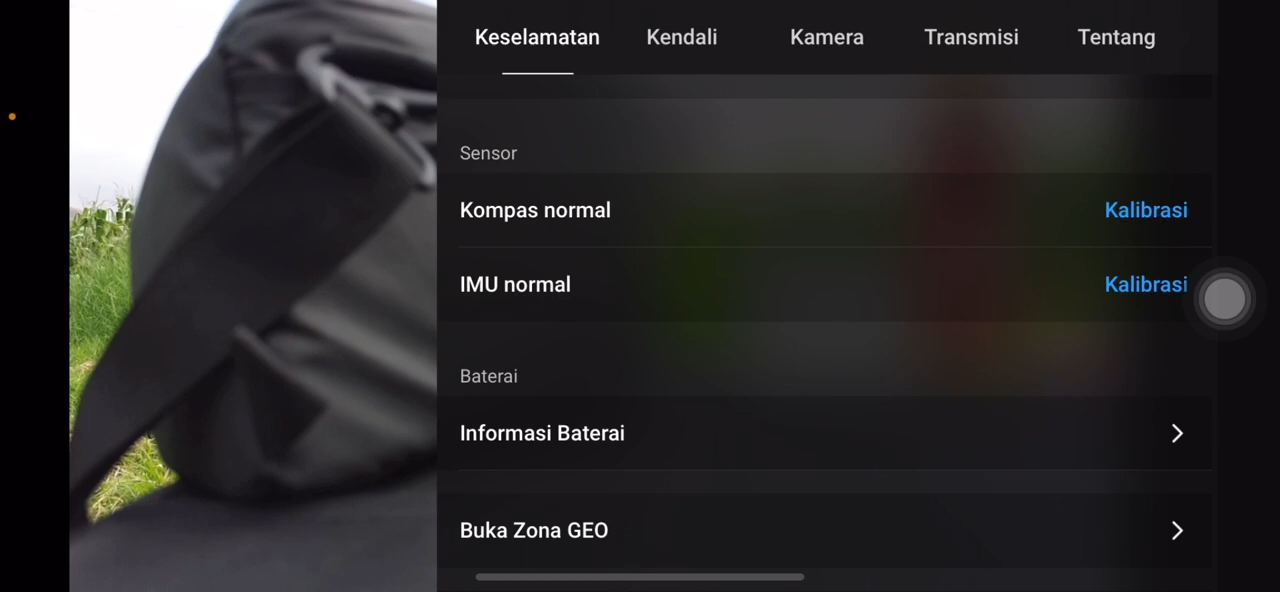 Keselamatan Kendali Kamera Transmisi Tentang
Sensor
Kompas normal Kalibrasi
IMU normal Kalibrasi
Baterai
Informasi Baterai
Buka Zona GEO